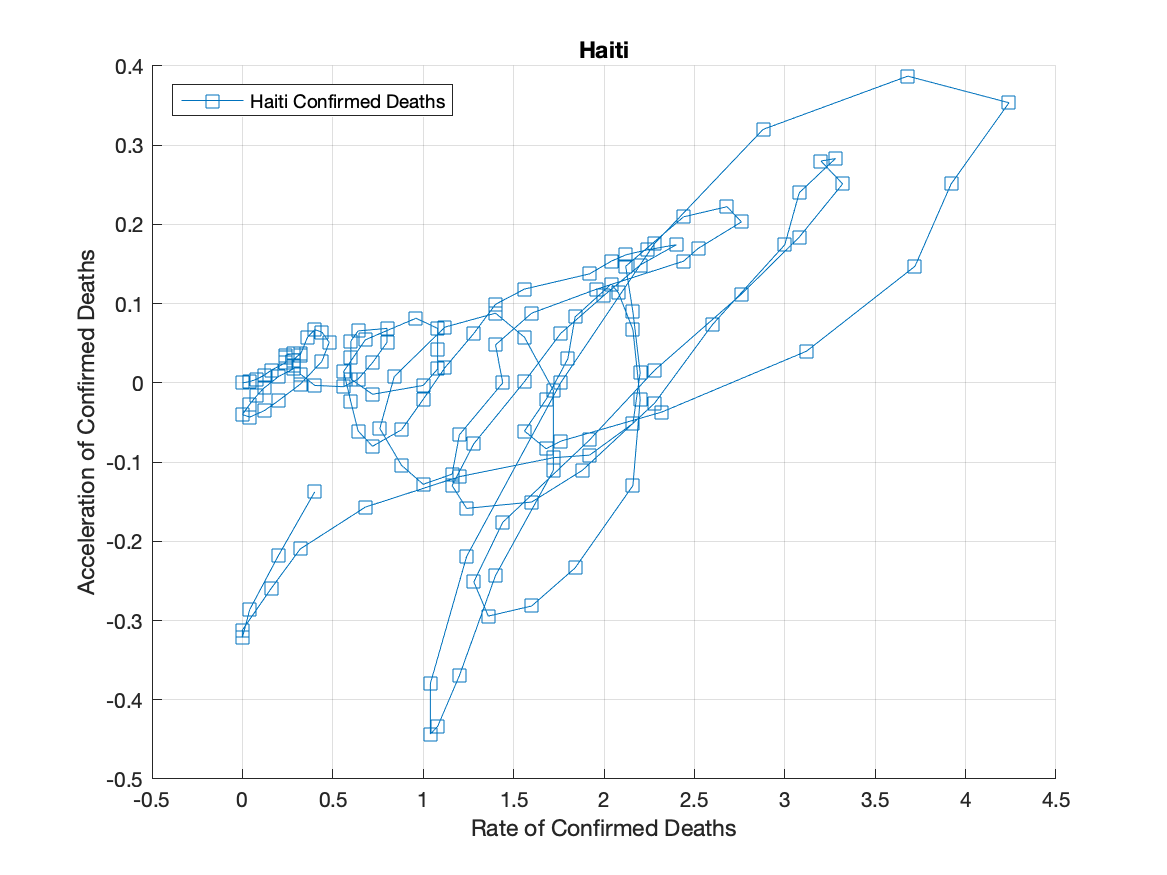 Haiti
Haiti Confirmed Deaths
Acceleration of Confirmed Deaths
0.4
0.3
0.2
0.1
0
-0.1
-0.2
-0.3
-0.4
-0.5
-0.5 0 0.5 1 1.5 2 2.5 3 3.5 4 4.5
Rate of Confirmed Deaths